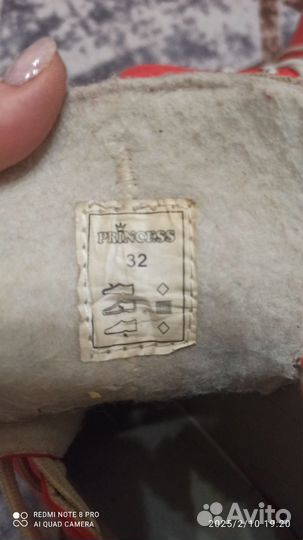 PRINCESS
32
REDMI NOTE 8 PRO
AI QUAD CAMERA
2025/2/10 19:20
Avito